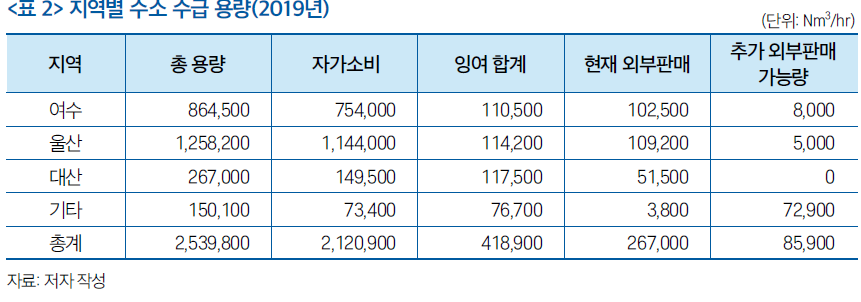 <표 2> 지역별 수소 수급 용량(2019년)
(단위: Nm³/hr)
지역 총 용량 자가소비 잉여 합계 현재 외부판매 추가 외부판매 가능량
여수 864,500 754,000 110,500 102,500 8,000
울산 1,258,200 1,144,000 114,200 109,200 5,000
대산 267,000 149,500 117,500 51,500 0
기타 150,100 73,400 76,700 3,800 72,900
총계 2,539,800 2,120,900 418,900 267,000 85,900
자료: 저자 작성